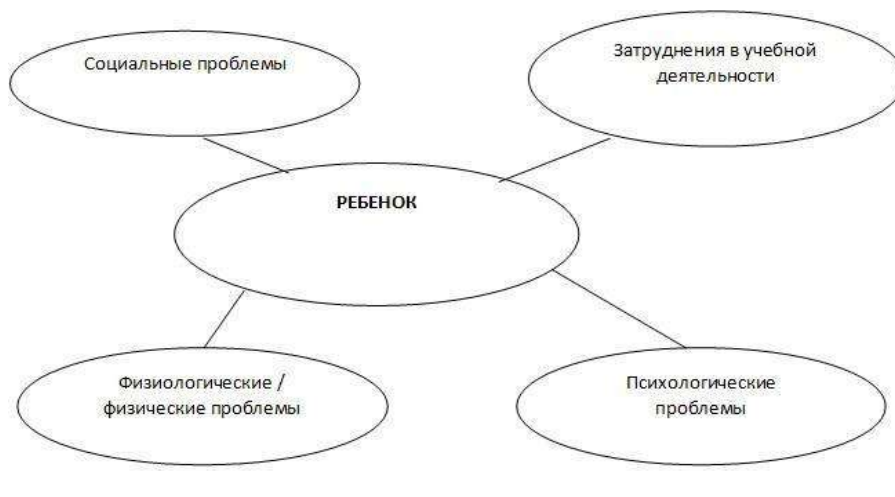 Социальные проблемы
Затруднения в учебной
деятельности
РЕБЕНОК
Физиологические /
физические проблемы
Психологические
проблемы